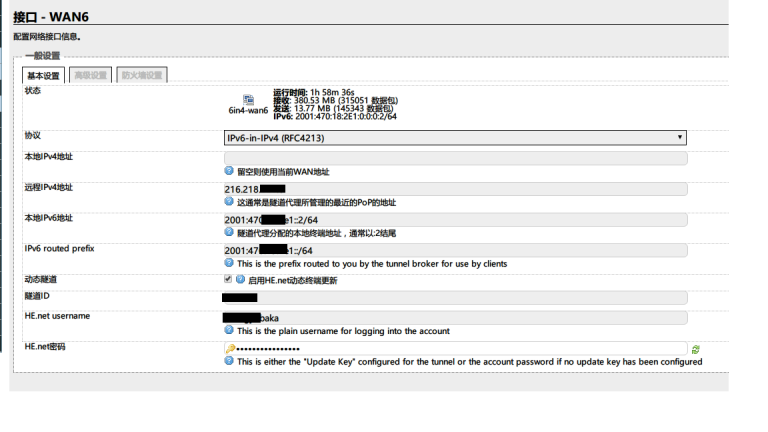 接口 - WAN6
配置网络接口信息。
一般设置
基本设置 高级设置 防火墙设置
状态
6in4-wan6
运行时间: 1h 58m 36s
接收: 380.53 MB (315051 数据包)
发送: 13.77 MB (145343 数据包)
IPv6: 2001:470:18:2E1:0:0:0:2/64
协议 IPv6-in-IPv4 (RFC4213)
本地IPv4地址
留空则使用当前WAN地址
远程IPv4地址 216.218.
这通常是隧道代理所管理的最近的PoP的地址
本地IPv6地址 2001:470 e1::2/64
隧道代理分配的本地终端地址，通常以:2结尾
IPv6 routed prefix 2001:47 1::/64
This is the prefix routed to you by the tunnel broker for use by clients
动态隧道 启用HE.net动态终端更新
隧道ID
HE.net username baka
This is the plain username for logging into the account
HE.net密码 ••••••••••••••••
This is either the "Update Key" configured for the tunnel or the account password if no update key has been configured